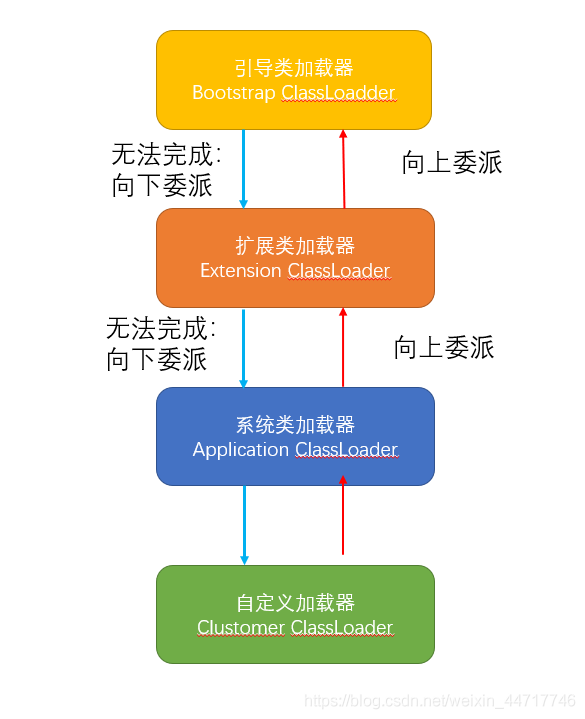 引导类加载器
Bootstrap ClassLoadder
无法完成：
向下委派
向上委派
扩展类加载器
Extension ClassLoader
无法完成：
向下委派
向上委派
系统类加载器
Application ClassLoader
自定义加载器
Clustomer ClassLoader
https://blog.csdn.net/weixin_44717746